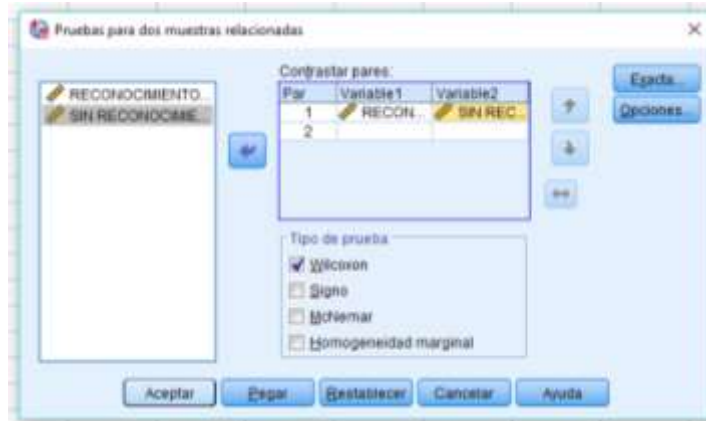 Pruebas para dos muestras relacionadas
RECONOCIMIENTO
SIN RECONOCIMIE...
Contrastar pares:
Par Variable1 Variable2
1 RECON... SIN REC...
2
Exacta...
Opciones...
Tipo de prueba
Wilcoxon
Signo
McNemar
Homogeneidad marginal
Aceptar Pegar Restablecer Cancelar Ayuda